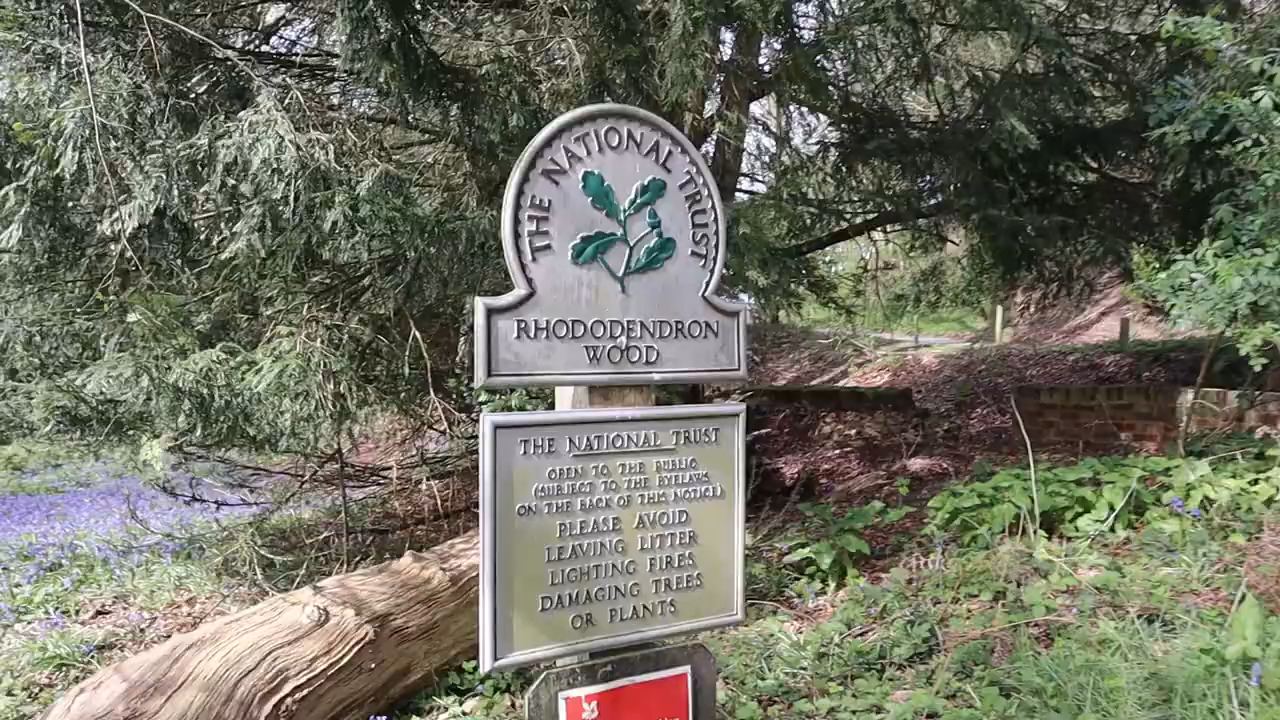 THE NATIONAL TRUST
RHODODENDRON
WOOD
THE NATIONAL TRUST
OPEN TO THE PUBLIC
(SUBJECT TO THE BYELAWS
ON THE BACK OF THIS NOTICE)
PLEASE AVOID
LEAVING LITTER
LIGHTING FIRES
DAMAGING TREES
OR PLANTS